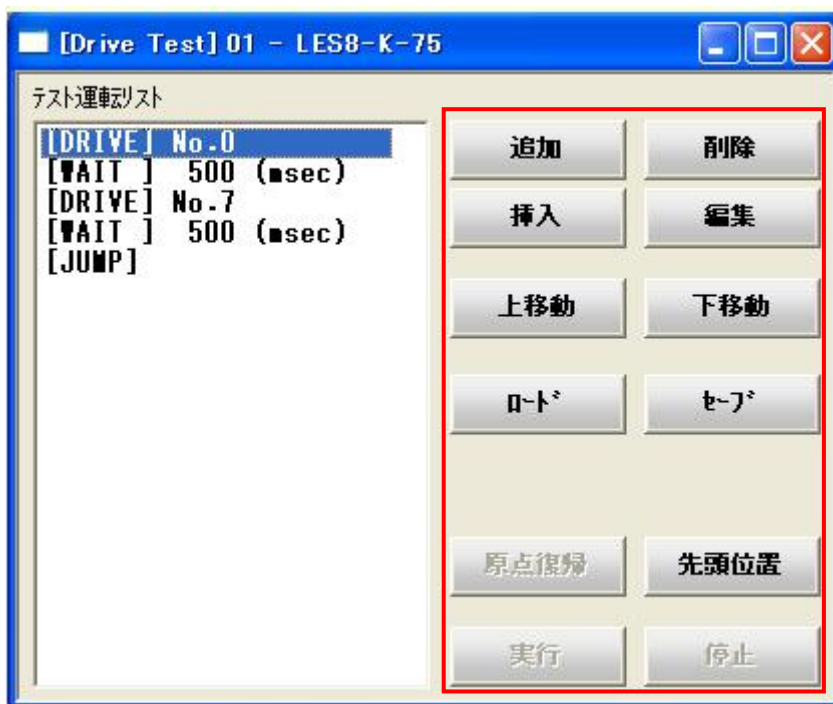 [Drive Test] 01 - LES8-K-75
テスト運転リスト
[DRIVE] No.0
[WAIT ]  500 (msec)
[DRIVE] No.7
[WAIT ]  500 (msec)
[JUMP]
追加 削除
挿入 編集
上移動 下移動
ﾛｰﾄﾞ ｾｰﾌﾞ
原点復帰 先頭位置
実行 停止